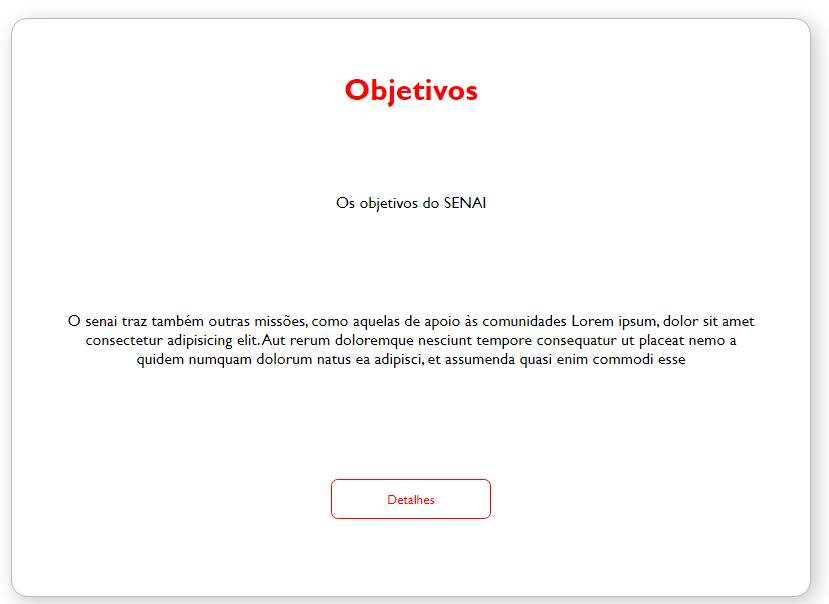 Objetivos
Os objetivos do SENAI
O senai traz também outras missões, como aquelas de apoio às comunidades Lorem ipsum, dolor sit amet
consectetur adipisicing elit. Aut rerum doloremque nesciunt tempore consequatur ut placeat nemo a
quidem numquam dolorum natus ea adipisci, et assumenda quasi enim commodi esse
Detalhes